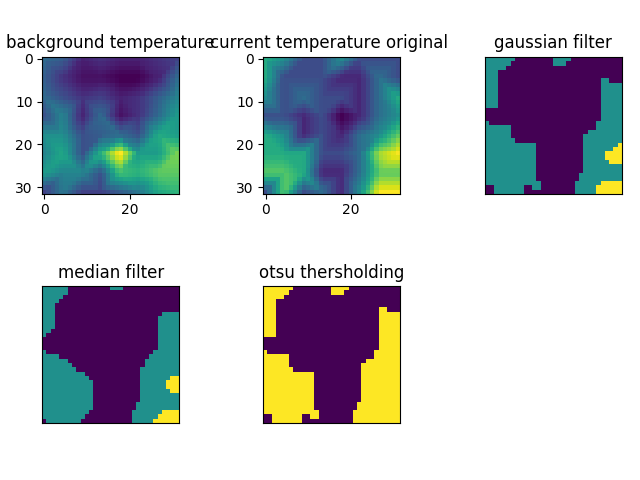 background temperature
current temperature original
gaussian filter
0
10
20
30
0
20
0
10
20
30
0
20
median filter
otsu thersholding